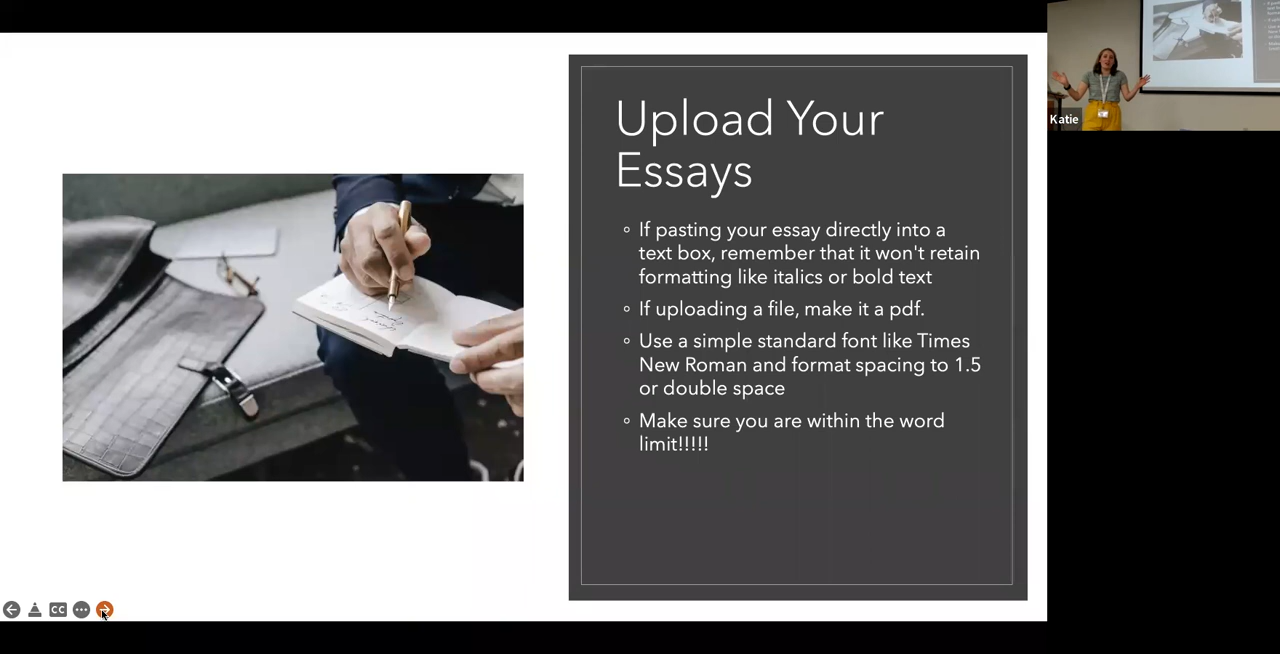 Upload Your
Essays
If pasting your essay directly into a
text box, remember that it won't retain
formatting like italics or bold text
If uploading a file, make it a pdf.
Use a simple standard font like Times
New Roman and format spacing to 1.5
or double space
Make sure you are within the word
limit!!!!!
CC
Katie